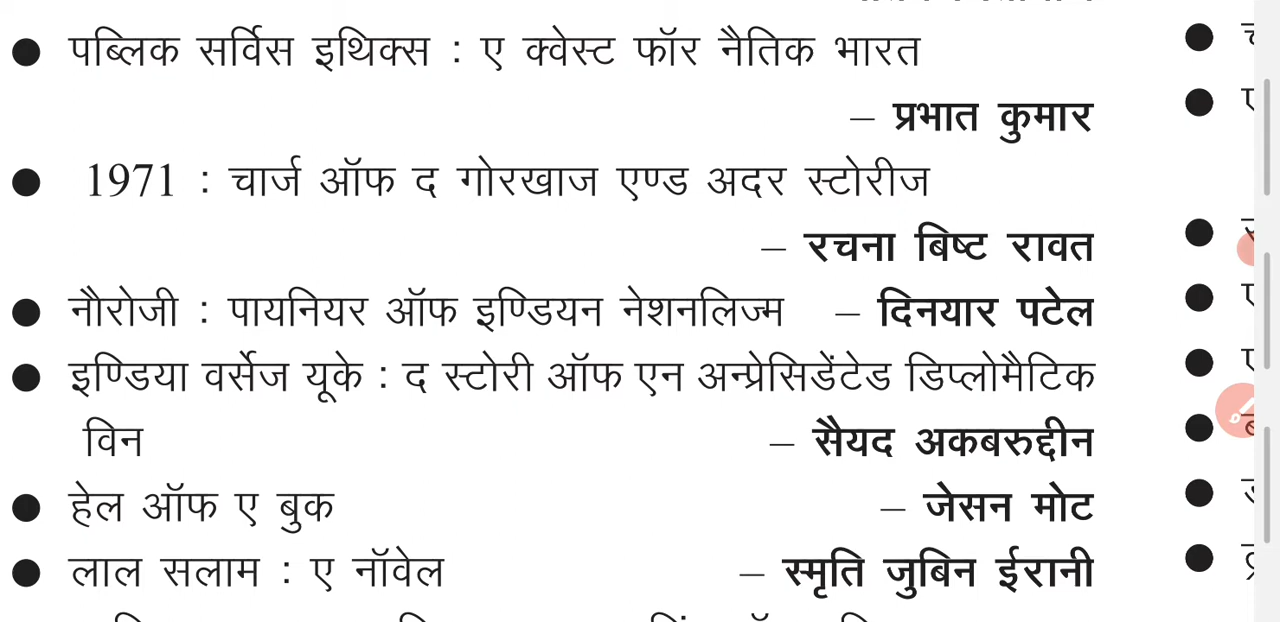 ● पब्लिक सर्विस इथिक्स : ए क्वेस्ट फॉर नैतिक भारत
– प्रभात कुमार
● 1971 : चार्ज ऑफ द गोरखाज एण्ड अदर स्टोरीज
– रचना बिष्ट रावत
● नौरोजी : पायनियर ऑफ इण्डियन नेशनलिज्म – दिनयार पटेल
● इण्डिया वर्सेज यूके : द स्टोरी ऑफ एन अन्प्रेसिडेंटेड डिप्लोमैटिक
विन – सैयद अकबरुद्दीन
● हेल ऑफ ए बुक – जेसन मोट
● लाल सलाम : ए नॉवेल – स्मृति जुबिन ईरानी